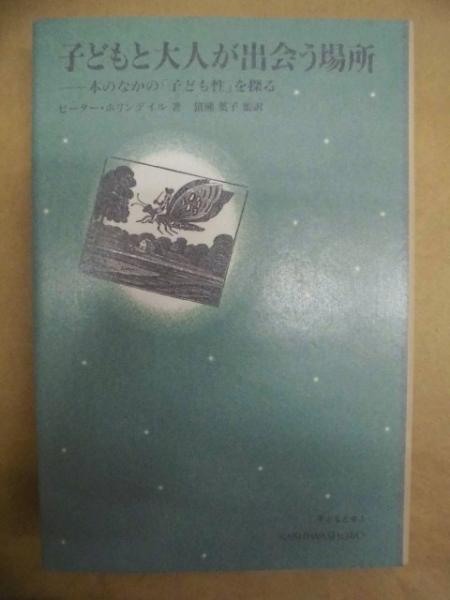 子どもと大人が出会う場所
──本のなかの「子ども性」を探る
ピーター・ホリンデイル 著 猪熊 葉子 監訳
KASHIWASHOBO